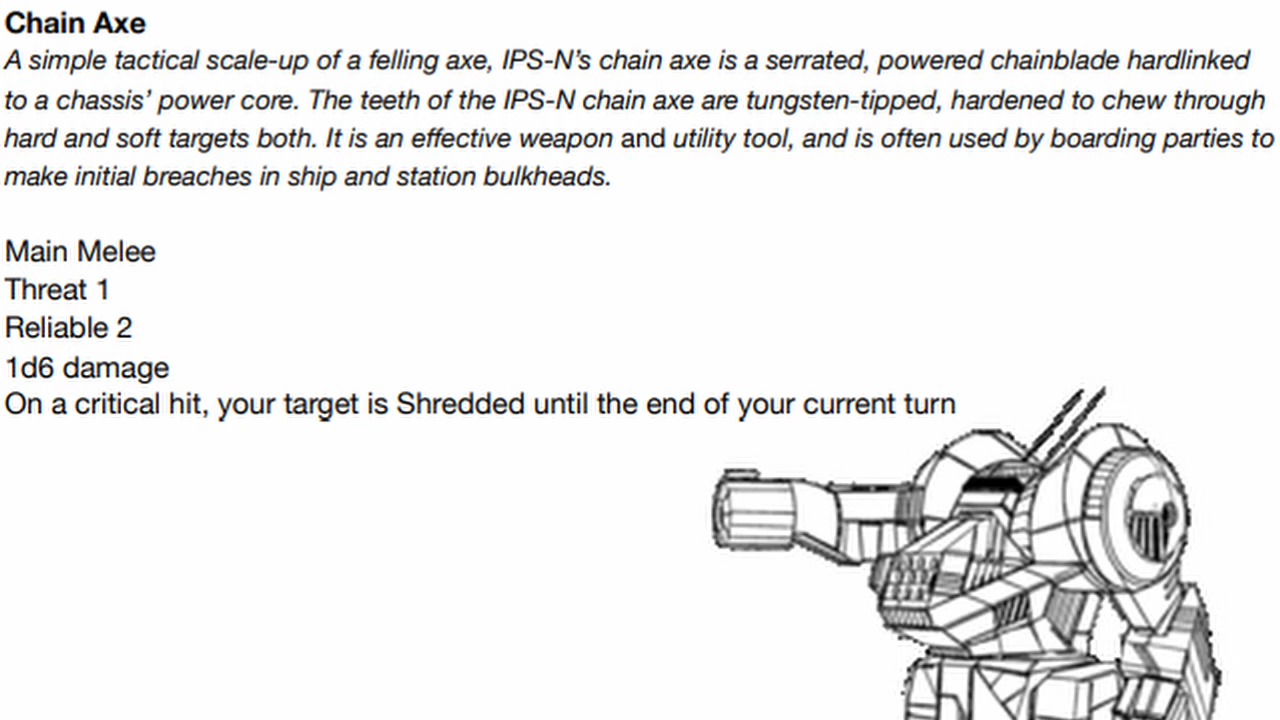 Chain Axe
A simple tactical scale-up of a felling axe, IPS-N’s chain axe is a serrated, powered chainblade hardlinked
to a chassis’ power core. The teeth of the IPS-N chain axe are tungsten-tipped, hardened to chew through
hard and soft targets both. It is an effective weapon and utility tool, and is often used by boarding parties to
make initial breaches in ship and station bulkheads.
Main Melee
Threat 1
Reliable 2
1d6 damage
On a critical hit, your target is Shredded until the end of your current turn